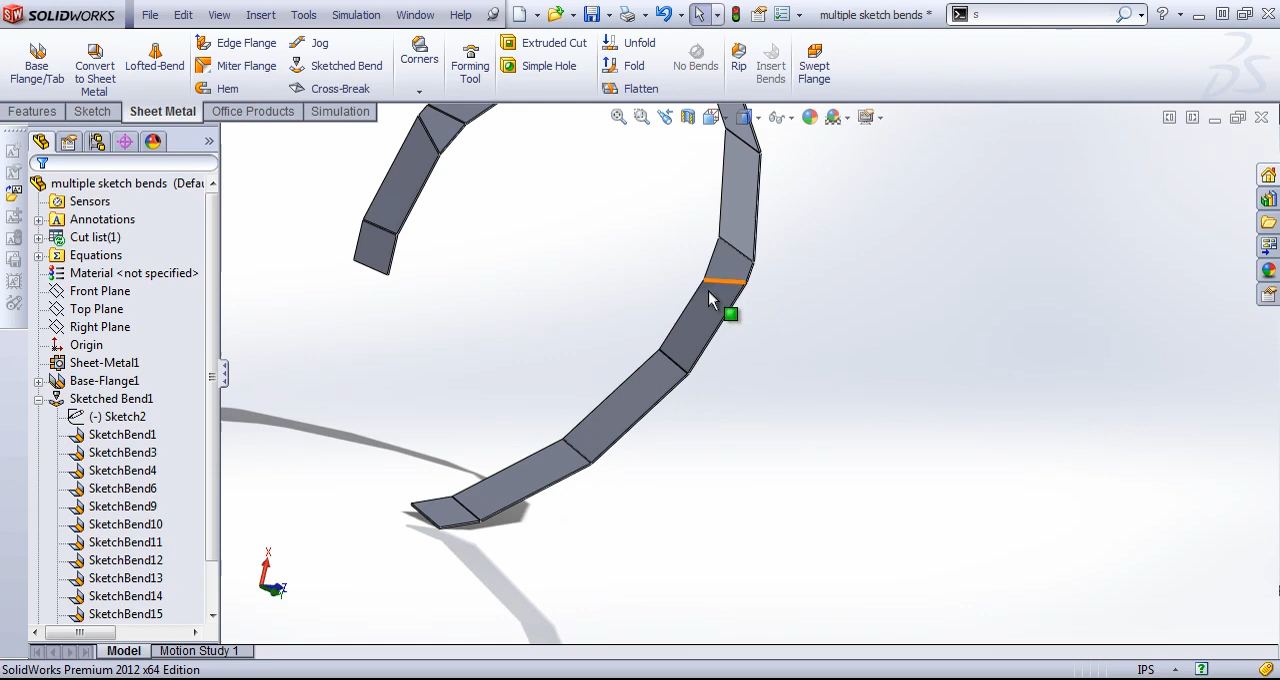 SOLIDWORKS File Edit View Insert Tools Simulation Window Help multiple sketch bends * s
Base Flange/Tab
Convert to Sheet Metal
Lofted-Bend
Edge Flange
Miter Flange
Hem
Jog
Sketched Bend
Cross-Break
Corners
Forming Tool
Extruded Cut
Simple Hole
Unfold
Fold
Flatten
No Bends
Rip
Insert Bends
Swept Flange
Features Sketch Sheet Metal Office Products Simulation
multiple sketch bends (Defau
Sensors
Annotations
Cut list(1)
Equations
Material <not specified>
Front Plane
Top Plane
Right Plane
Origin
Sheet-Metal1
Base-Flange1
Sketched Bend1
(-) Sketch2
SketchBend1
SketchBend3
SketchBend4
SketchBend6
SketchBend9
SketchBend10
SketchBend11
SketchBend12
SketchBend13
SketchBend14
SketchBend15
X
Z
Model Motion Study 1
SolidWorks Premium 2012 x64 Edition IPS